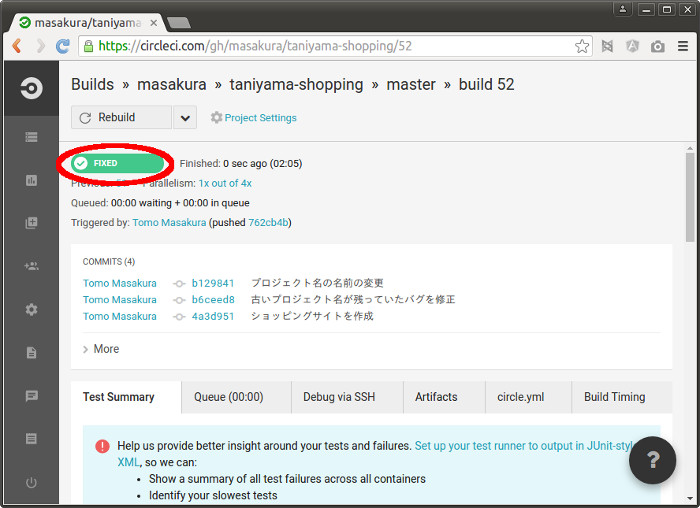 masakura/taniyama-
https://circleci.com/gh/masakura/taniyama-shopping/52
Builds » masakura » taniyama-shopping » master » build 52
Rebuild
Project Settings
FIXED Finished: 0 sec ago (02:05)
Parallelism: 1x out of 4x
Queued: 00:00 waiting + 00:00 in queue
Triggered by: Tomo Masakura (pushed 762cb4b)
COMMITS (4)
Tomo Masakura b129841 プロジェクト名の名前の変更
Tomo Masakura b6ceed8 古いプロジェクト名が残っていたバグを修正
Tomo Masakura 4a3d951 ショッピングサイトを作成
More
Test Summary Queue (00:00) Debug via SSH Artifacts circle.yml Build Timing
Help us provide better insight around your tests and failures. Set up your test runner to output in JUnit-style
XML, so we can:
• Show a summary of all test failures across all containers
• Identify your slowest tests
?